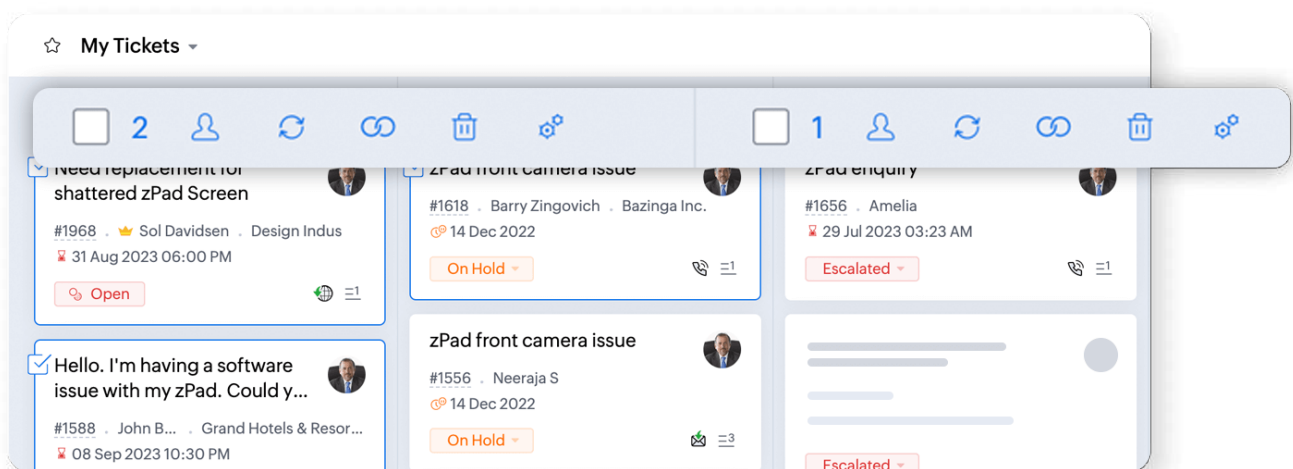 My Tickets
2
1
Need replacement for
shattered zPad Screen
#1968 . Sol Davidsen . Design Indus
31 Aug 2023 06:00 PM
Open
=1
Hello. I'm having a software
issue with my zPad. Could y...
#1588 . John B... . Grand Hotels & Resor...
08 Sep 2023 10:30 PM
zPad front camera issue
#1618 . Barry Zingovich . Bazinga Inc.
14 Dec 2022
On Hold
=1
zPad front camera issue
#1556 . Neeraja S
14 Dec 2022
On Hold
=3
zPad enquiry
#1656 . Amelia
29 Jul 2023 03:23 AM
Escalated
=1
Escalated